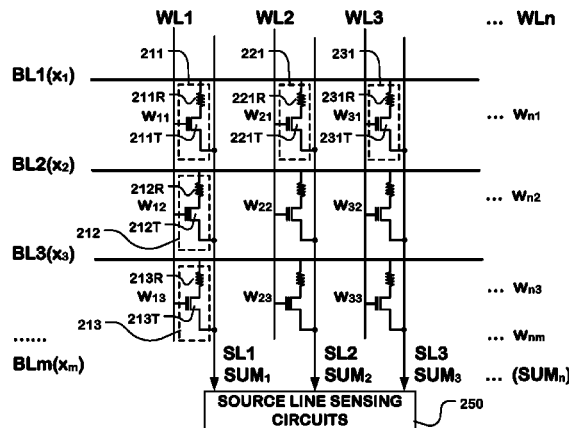 WL1 WL2 WL3 ... WLn
211 221 231
BL1(x1)
211R 221R 231R
W11 W21 W31 ... Wn1
211T 221T 231T
BL2(x2)
212R ... Wn2
W12 W22 W32
212 212T
BL3(x3)
213R ... Wn3
W13 W23 W33
213 213T ... Wnm
......
BLm(xm)
SL1 SL2 SL3
SUM1 SUM2 SUM3 ... (SUMn)
SOURCE LINE SENSING
CIRCUITS
250